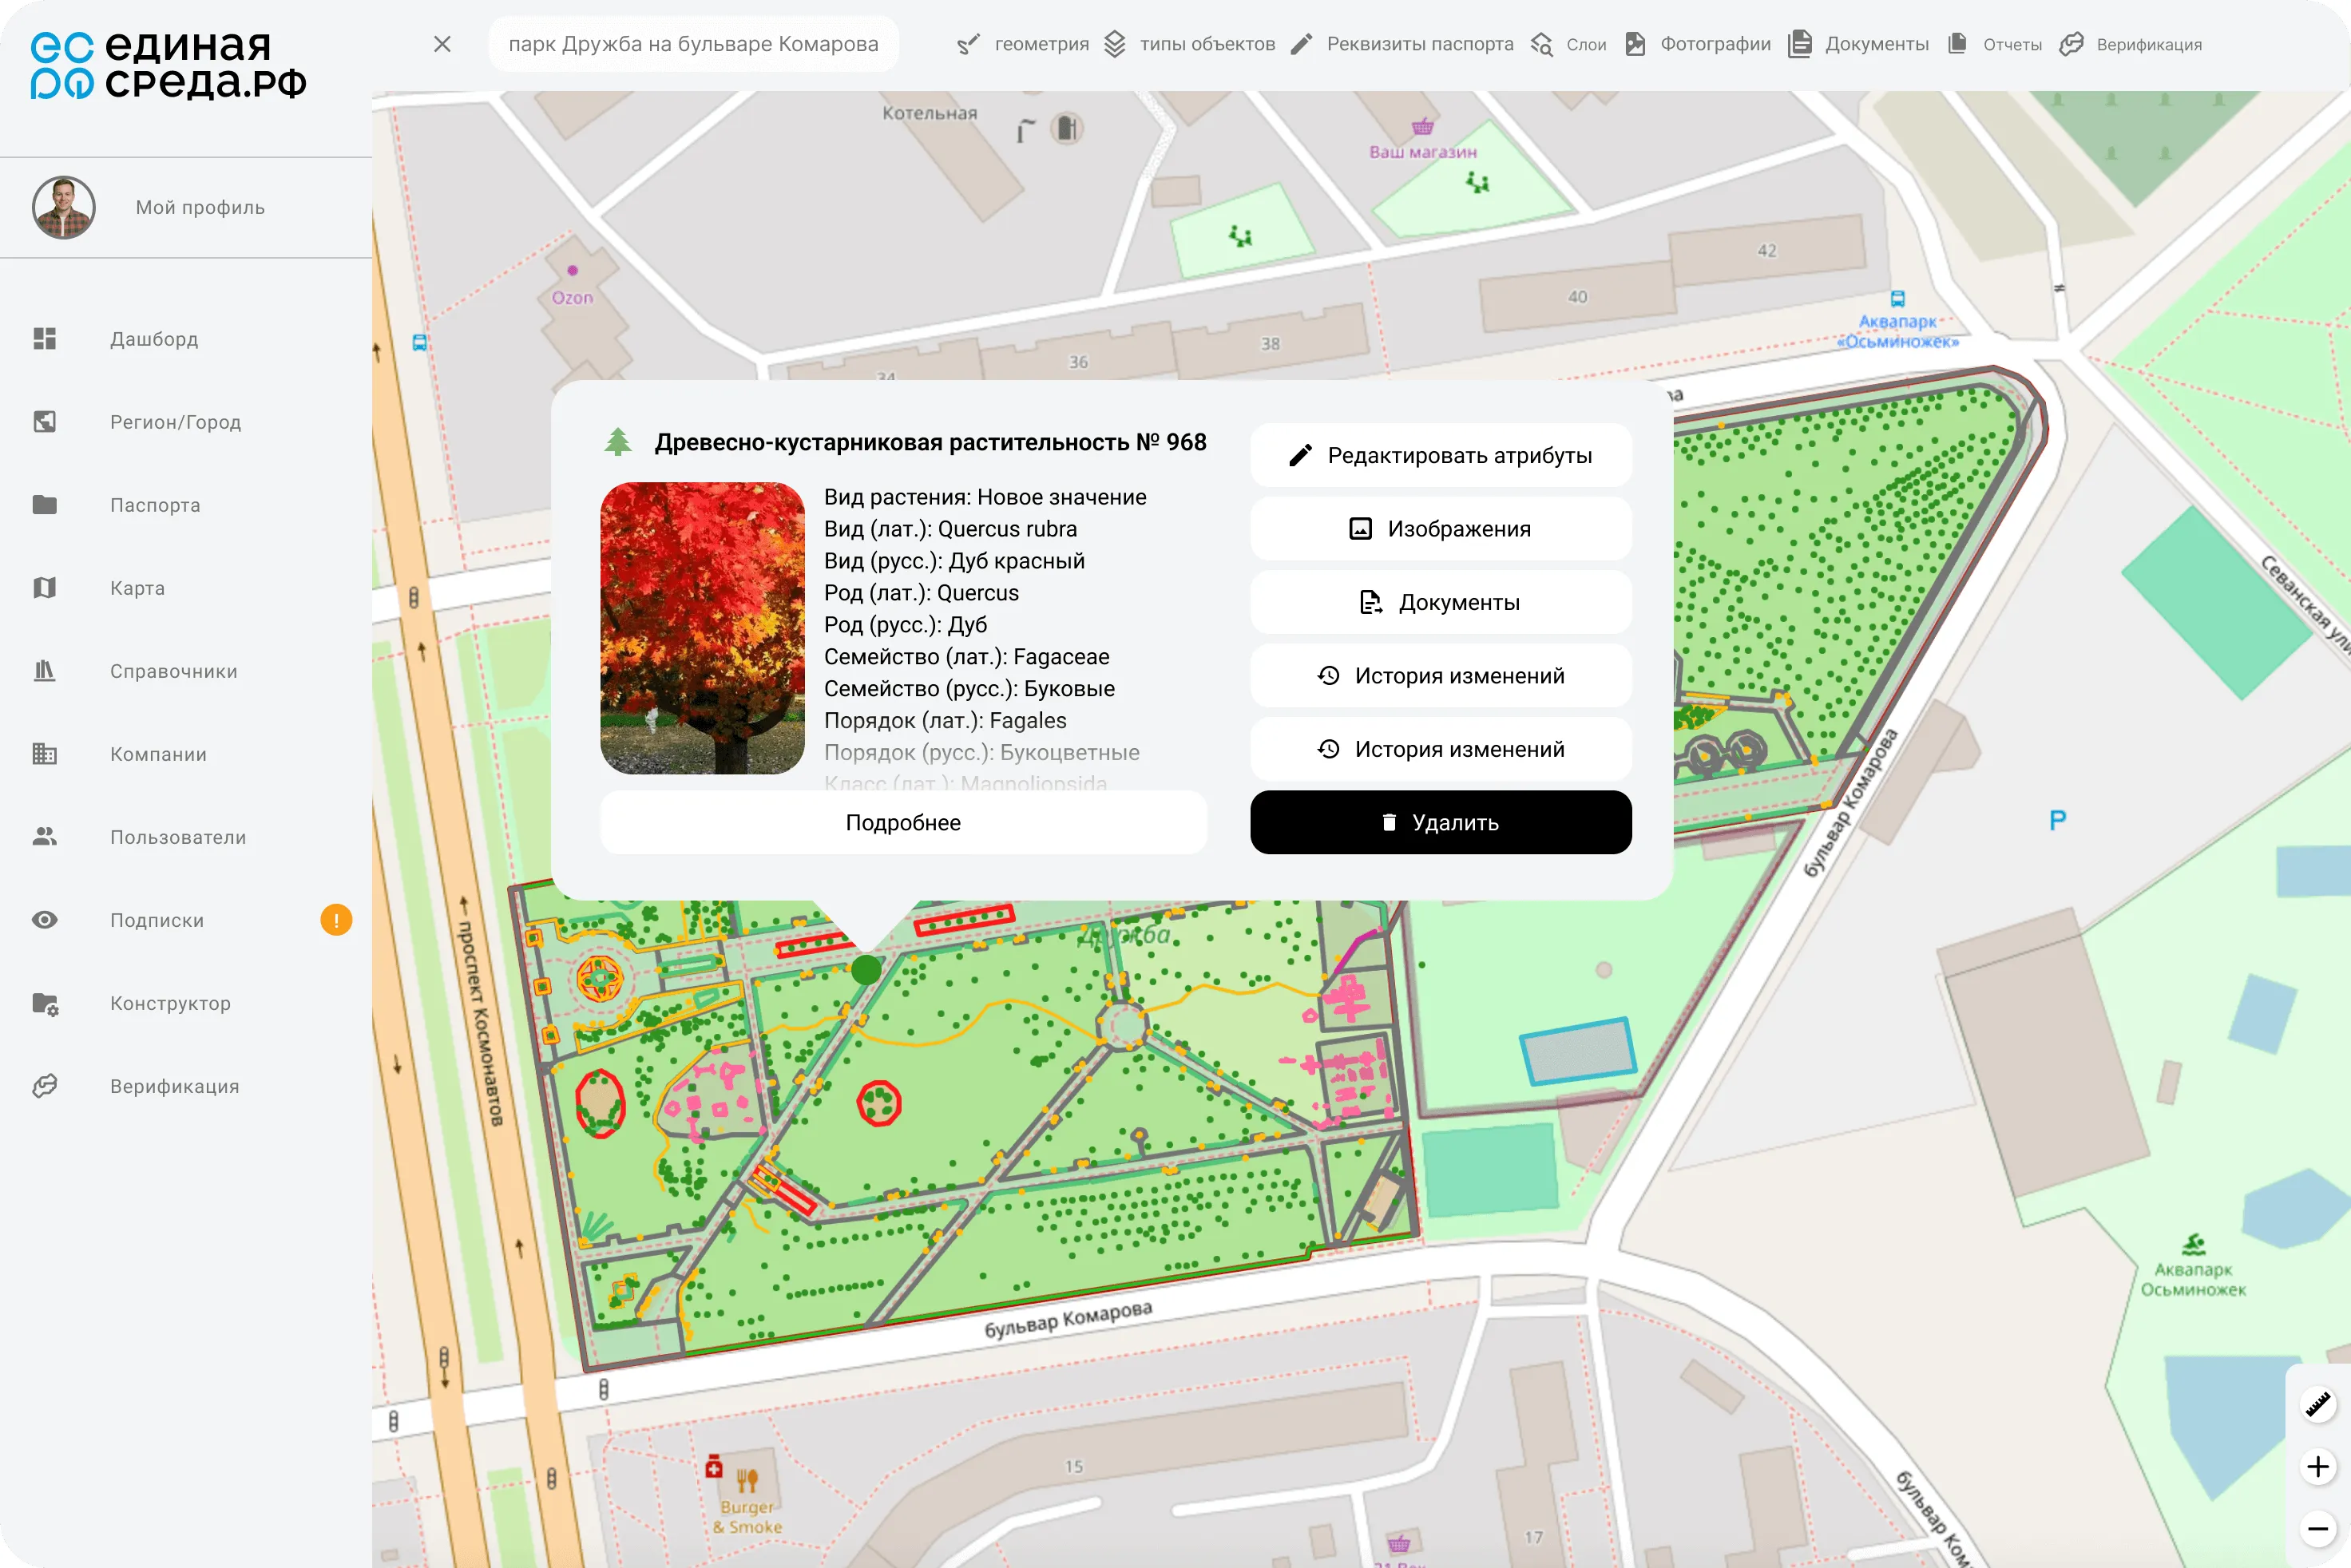 единая
среда.рф
Мой профиль
Дашборд
Регион/Город
Паспорта
Карта
Справочники
Компании
Пользователи
Подписки
!
Конструктор
Верификация
парк Дружба на бульваре Комарова
геометрия
типы объектов
Реквизиты паспорта
Слои
Фотографии
Документы
Отчеты
Верификация
Котельная
Ваш магазин
Ozon
42
40
38
36
34
Аквапарк
«Осьминожек»
Древесно-кустарниковая растительность № 968
Вид растения: Новое значение
Вид (лат.): Quercus rubra
Вид (русс.): Дуб красный
Род (лат.): Quercus
Род (русс.): Дуб
Семейство (лат.): Fagaceae
Семейство (русс.): Буковые
Порядок (лат.): Fagales
Порядок (русс.): Букоцветные
Класс (лат.): Magnoliopsida
Подробнее
Редактировать атрибуты
Изображения
Документы
История изменений
История изменений
Удалить
Севанская ули
бульвар Комарова
P
проспект Космонавтов
Дружба
бульвар Комарова
Аквапарк
Осьминожек
15
17
Burger
& Smoke
бульвар Ком